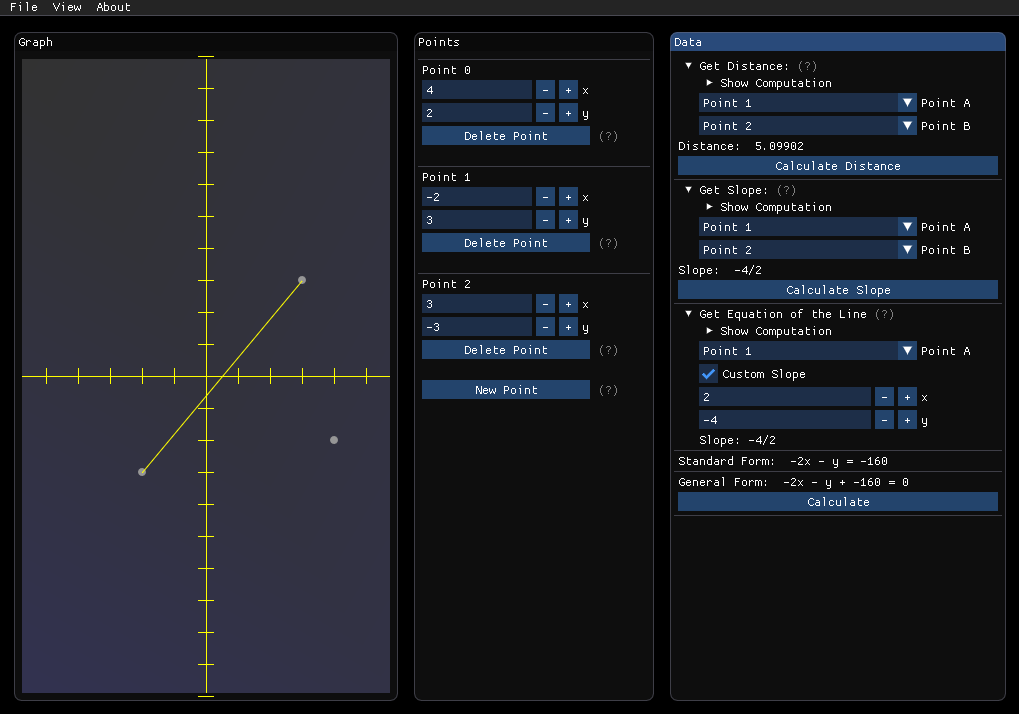 File View About
Graph
Points
Point 0
4 - + x
2 - + y
Delete Point (?)
Point 1
-2 - + x
3 - + y
Delete Point (?)
Point 2
3 - + x
-3 - + y
Delete Point (?)
New Point (?)
Data
Get Distance: (?)
Show Computation
Point 1 Point A
Point 2 Point B
Distance: 5.09902
Calculate Distance
Get Slope: (?)
Show Computation
Point 1 Point A
Point 2 Point B
Slope: -4/2
Calculate Slope
Get Equation of the Line (?)
Show Computation
Point 1 Point A
Custom Slope
2 - + x
-4 - + y
Slope: -4/2
Standard Form: -2x - y = -160
General Form: -2x - y + -160 = 0
Calculate